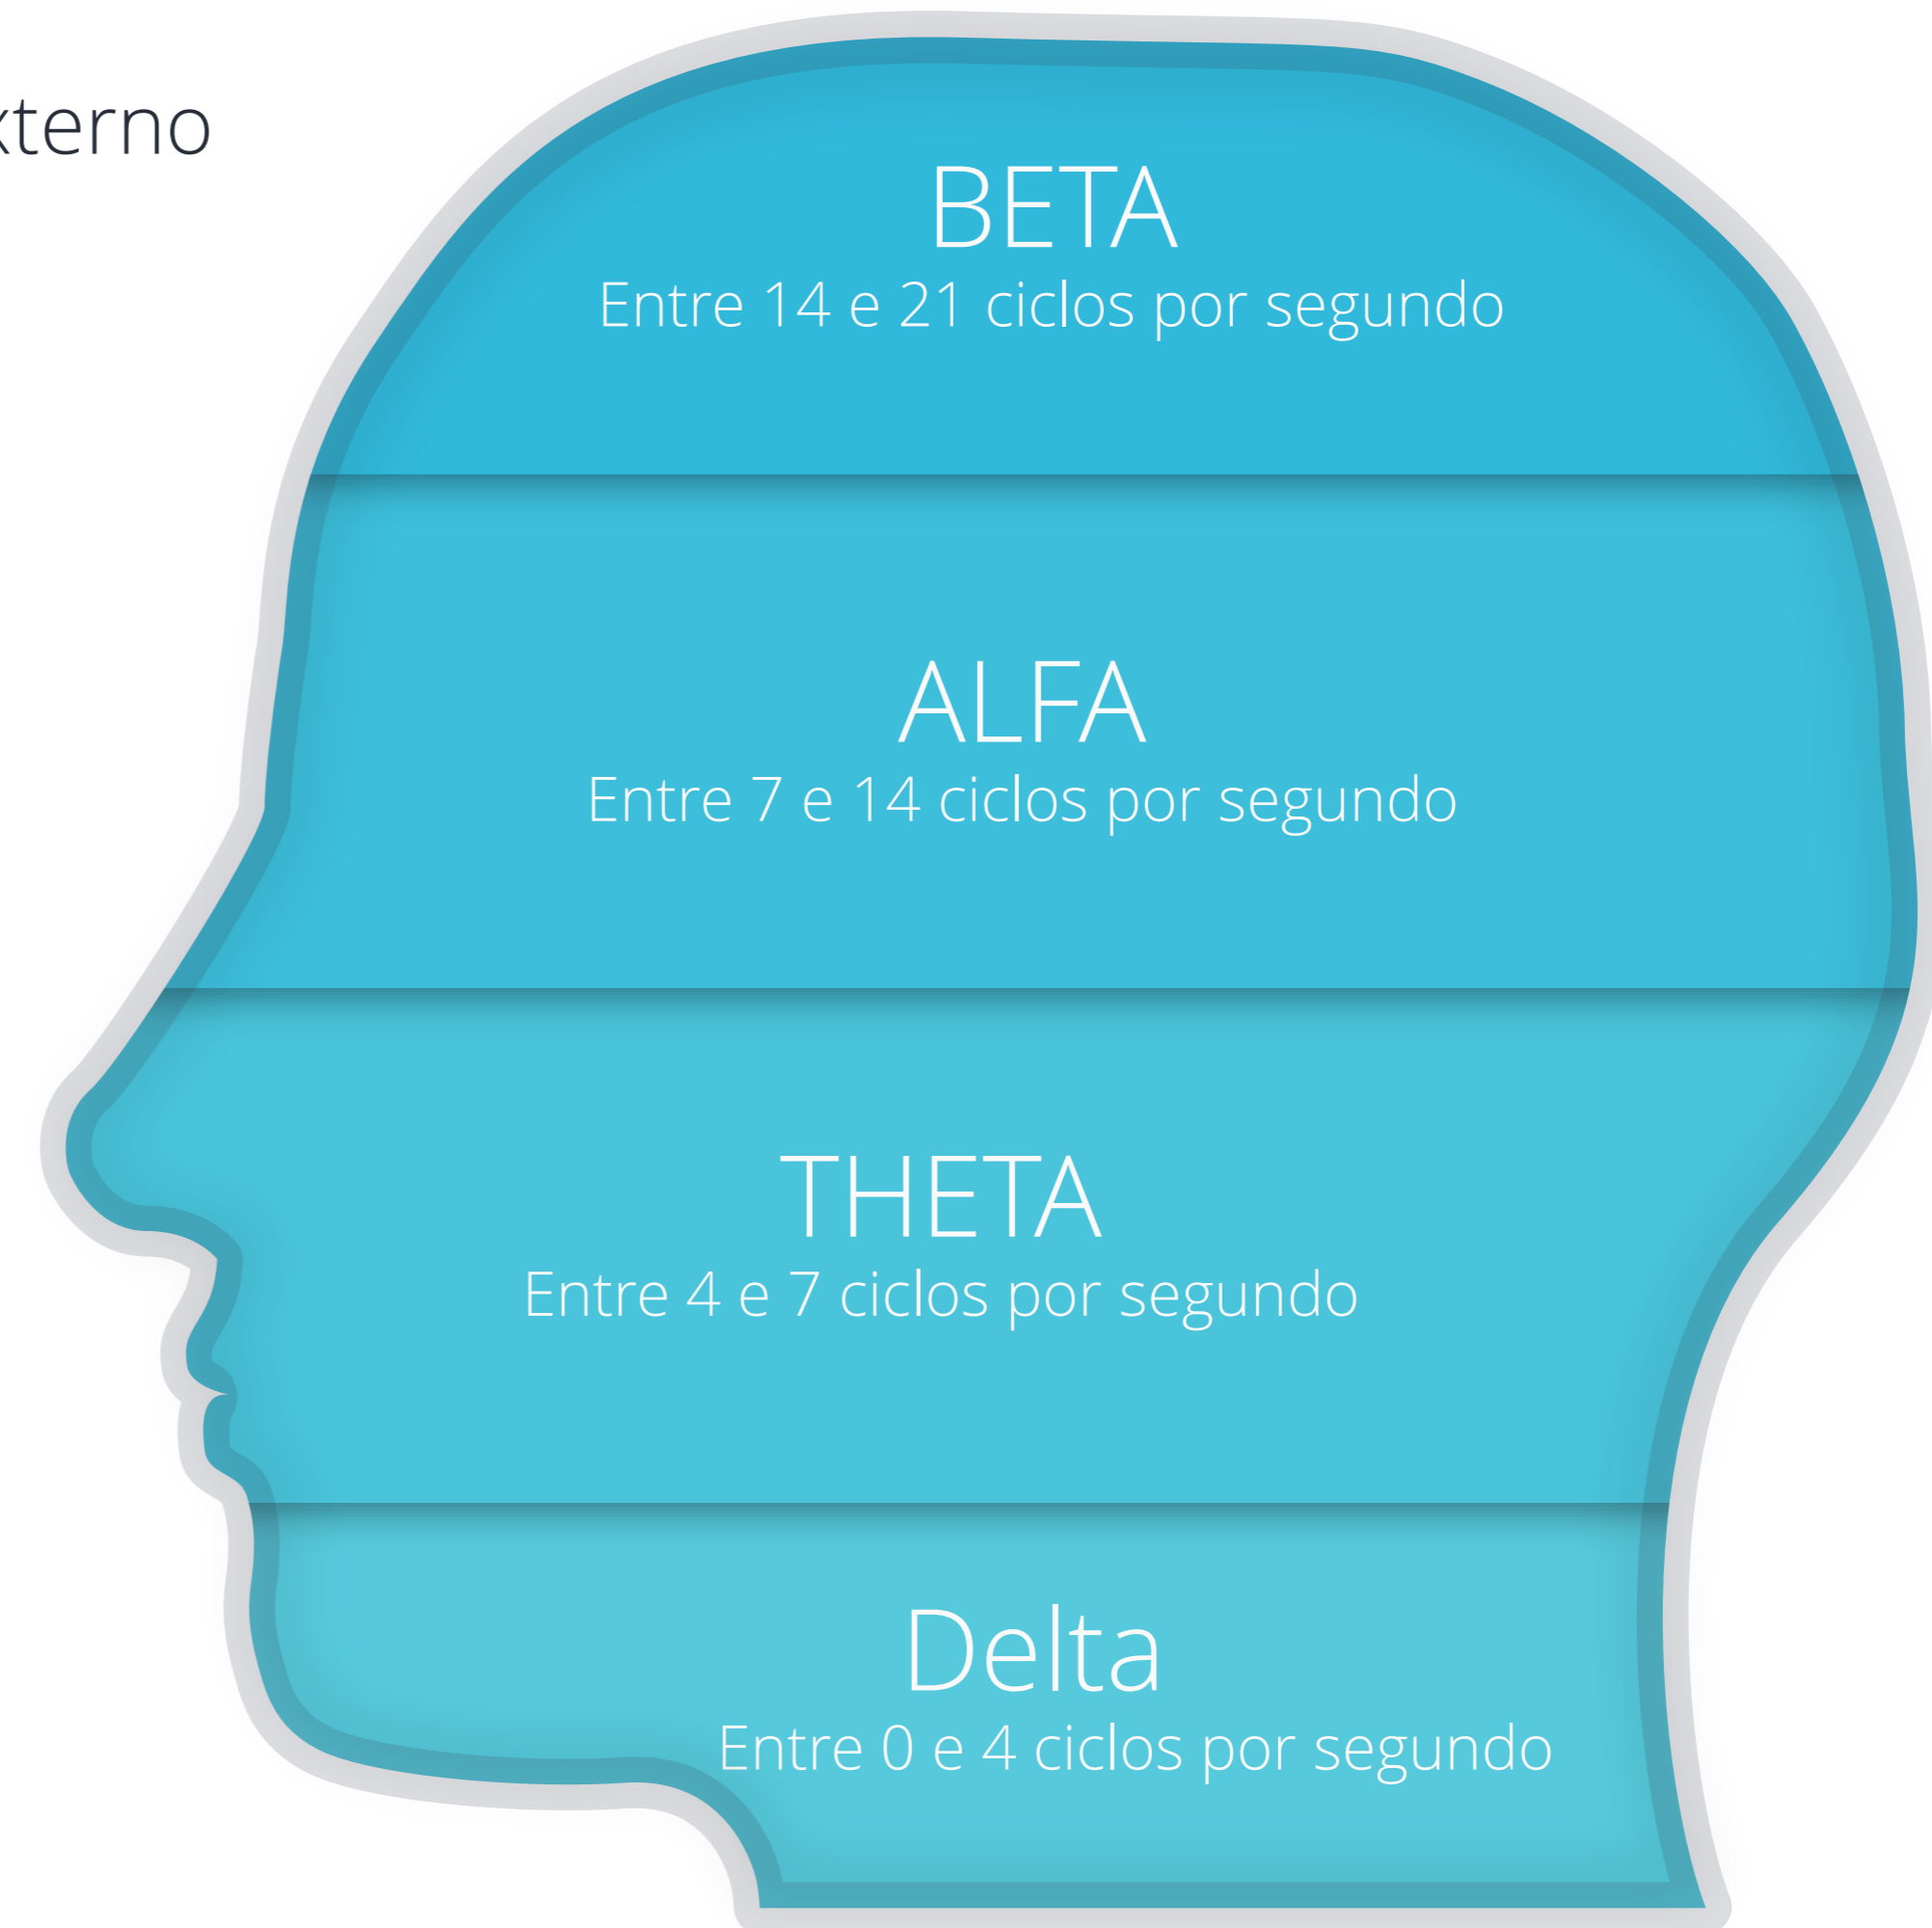 BETA
Entre 14 e 21 ciclos por segundo
ALFA
Entre 7 e 14 ciclos por segundo
THETA
Entre 4 e 7 ciclos por segundo
Delta
Entre 0 e 4 ciclos por segundo